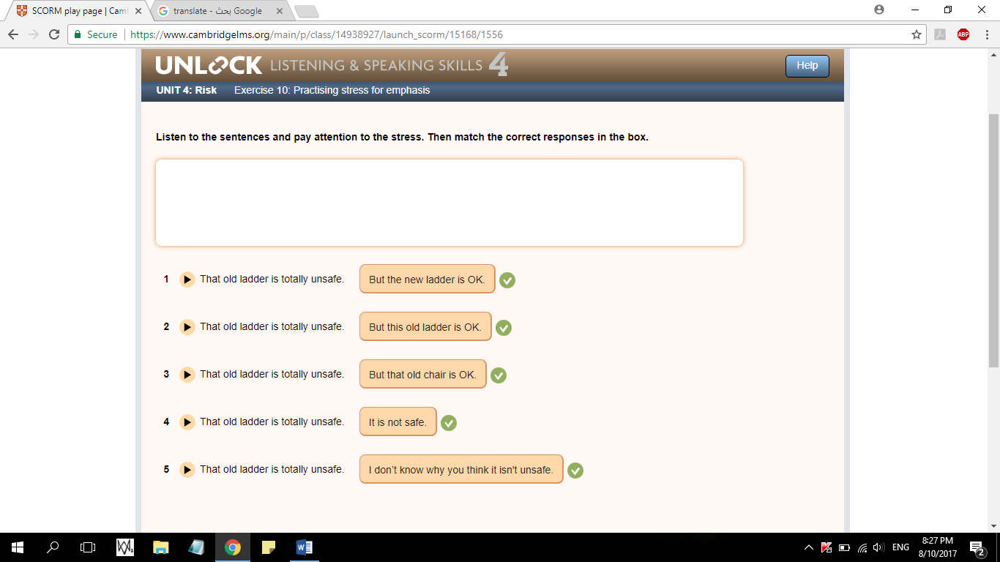 SCORM play page | Cam
translate - بحث Google
Secure | https://www.cambridgelms.org/main/p/class/14938927/launch_scorm/15168/1556
ABP
UNLOCK LISTENING & SPEAKING SKILLS 4
Help
UNIT 4: Risk Exercise 10: Practising stress for emphasis
Listen to the sentences and pay attention to the stress. Then match the correct responses in the box.
1 That old ladder is totally unsafe. But the new ladder is OK.
2 That old ladder is totally unsafe. But this old ladder is OK.
3 That old ladder is totally unsafe. But that old chair is OK.
4 That old ladder is totally unsafe. It is not safe.
5 That old ladder is totally unsafe. I don't know why you think it isn't unsafe.
ENG
8:27 PM
8/10/2017
2